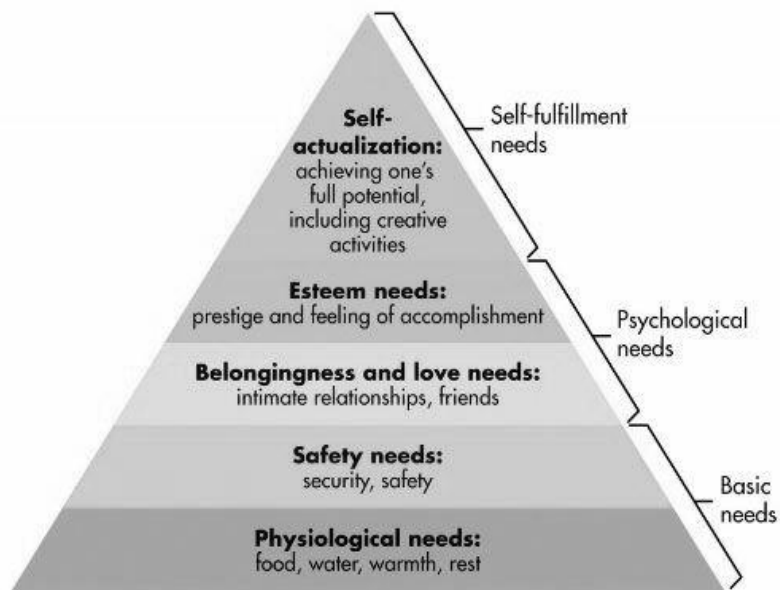 Self-
actualization:
achieving one's
full potential,
including creative
activities
Self-fulfillment
needs
Esteem needs:
prestige and feeling of accomplishment
Psychological
needs
Belongingness and love needs:
intimate relationships, friends
Safety needs:
security, safety
Basic
needs
Physiological needs:
food, water, warmth, rest